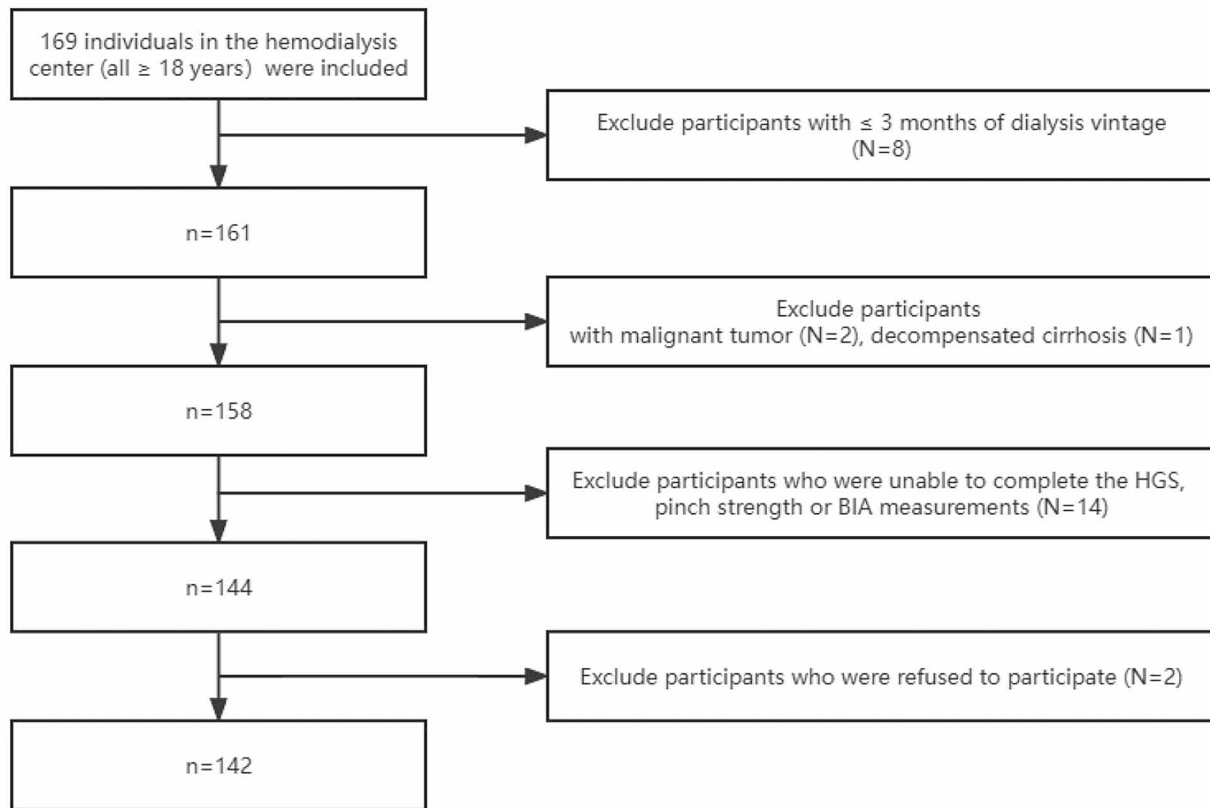 169 individuals in the hemodialysis
center (all ≥ 18 years) were included
Exclude participants with ≤ 3 months of dialysis vintage
(N=8)
n=161
Exclude participants
with malignant tumor (N=2), decompensated cirrhosis (N=1)
n=158
Exclude participants who were unable to complete the HGS,
pinch strength or BIA measurements (N=14)
n=144
Exclude participants who were refused to participate (N=2)
n=142